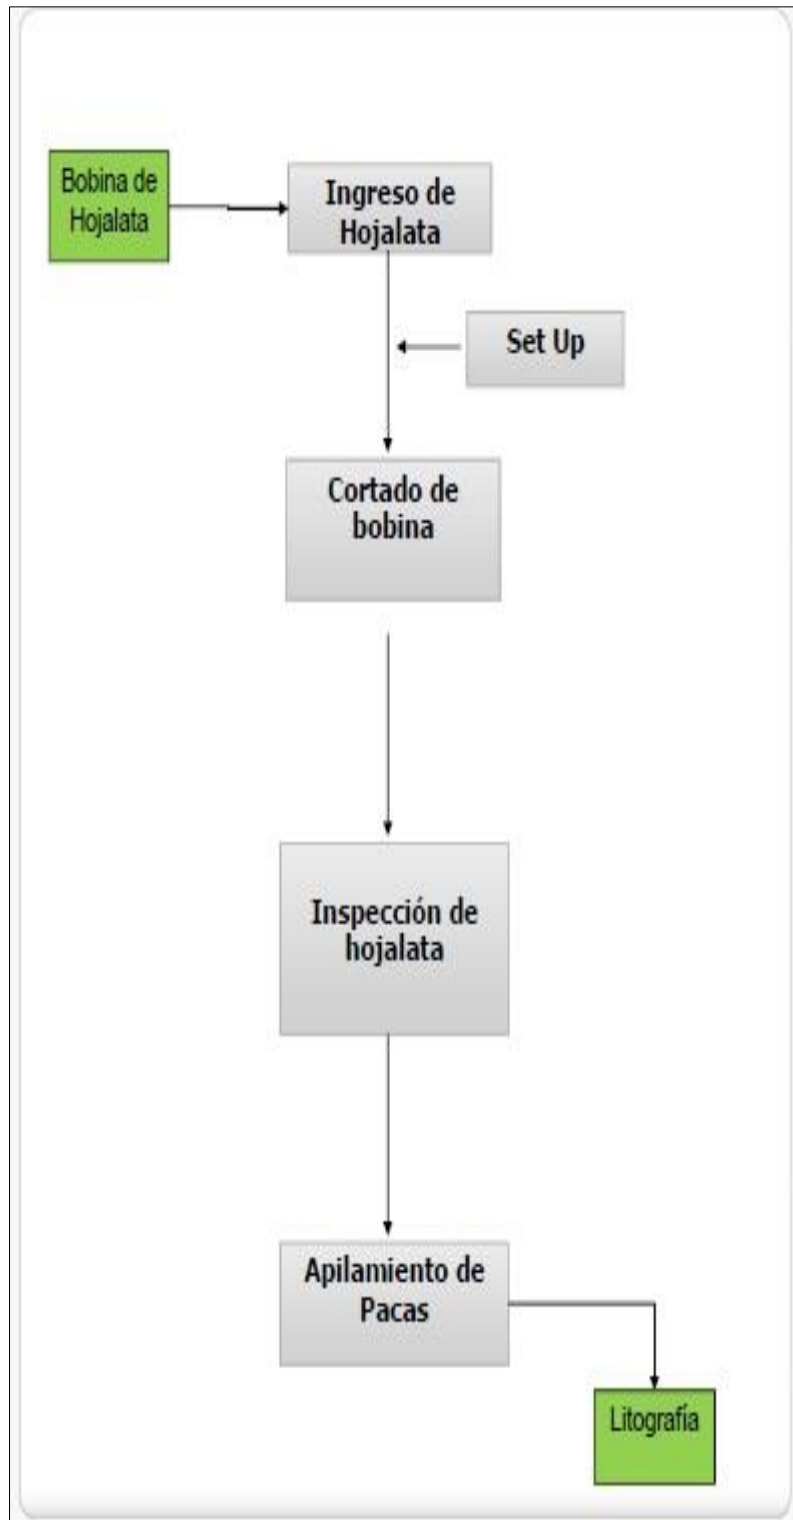 Bobina de
Hojalata
Ingreso de
Hojalata
Set Up
Cortado de
bobina
Inspección de
hojalata
Apilamiento de
Pacas
Litografía